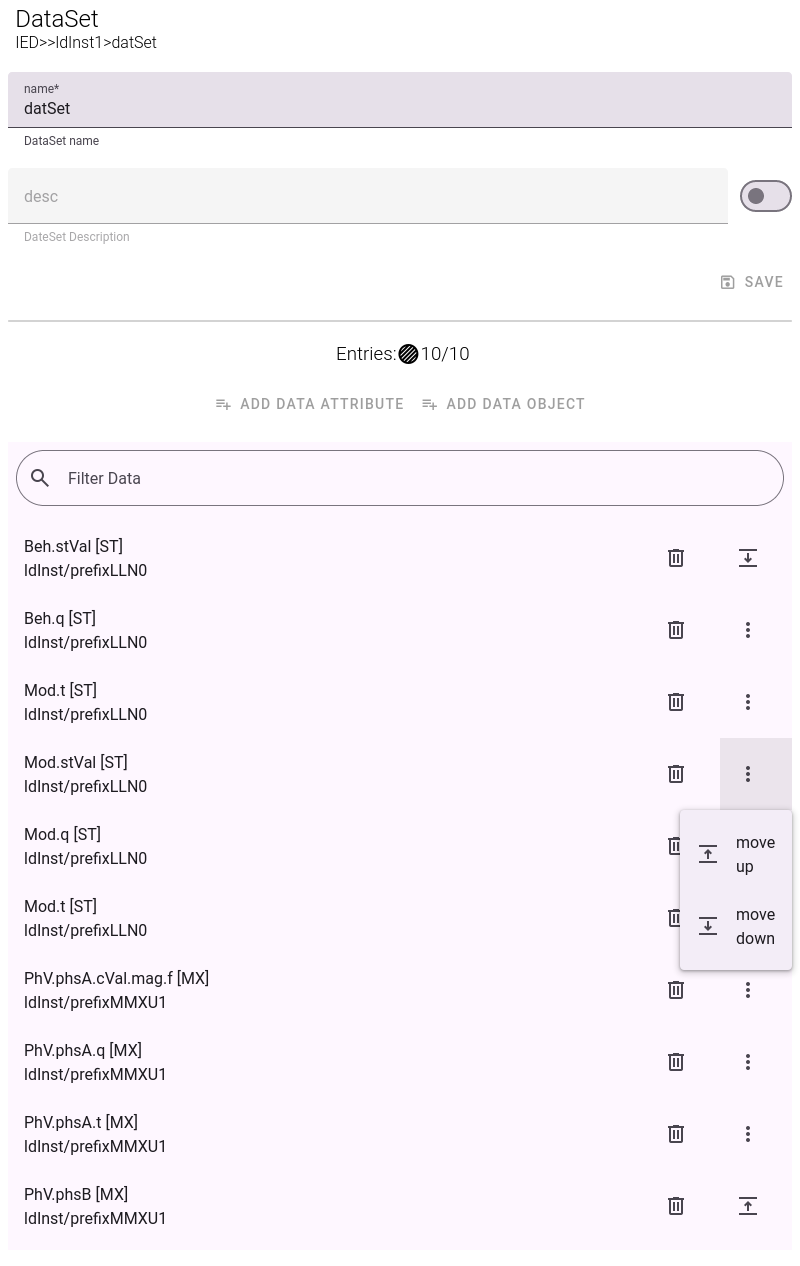 DataSet
IED>>ldInst1>datSet
name*
datSet
DataSet name
desc
DateSet Description
SAVE
Entries: 10/10
ADD DATA ATTRIBUTE ADD DATA OBJECT
Filter Data
Beh.stVal [ST]
ldInst/prefixLLN0
Beh.q [ST]
ldInst/prefixLLN0
Mod.t [ST]
ldInst/prefixLLN0
Mod.stVal [ST]
ldInst/prefixLLN0
Mod.q [ST]
ldInst/prefixLLN0
move
up
Mod.t [ST]
ldInst/prefixLLN0
move
down
PhV.phsA.cVal.mag.f [MX]
ldInst/prefixMMXU1
PhV.phsA.q [MX]
ldInst/prefixMMXU1
PhV.phsA.t [MX]
ldInst/prefixMMXU1
PhV.phsB [MX]
ldInst/prefixMMXU1